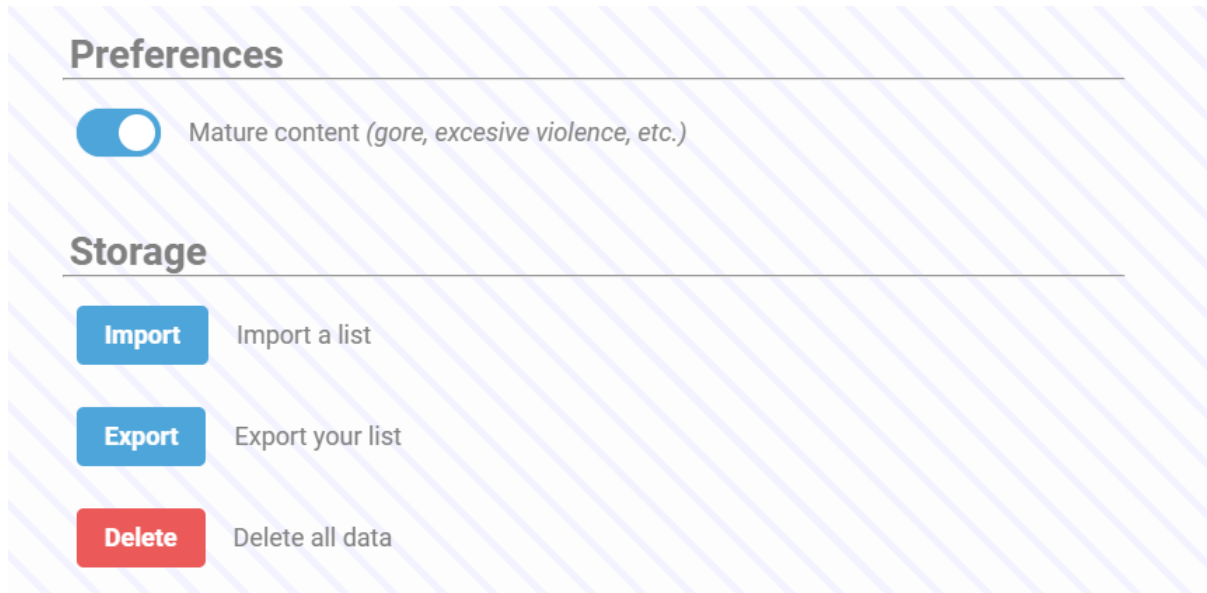 Preferences
Mature content (gore, excesive violence, etc.)
Storage
Import Import a list
Export Export your list
Delete Delete all data